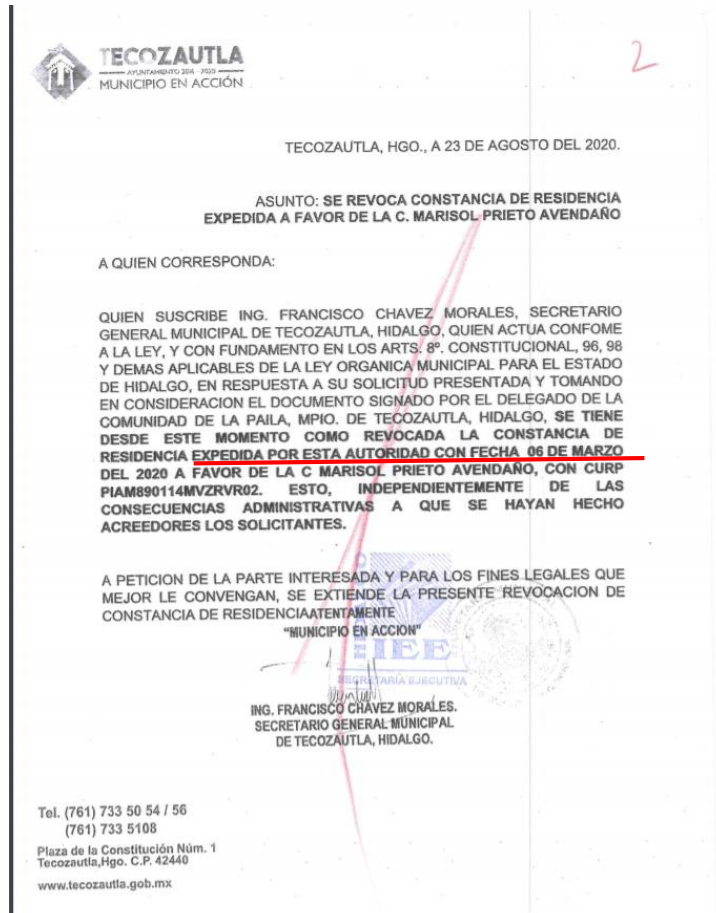 TECOZAUTLA
AYUNTAMIENTO 2016 - 2020
MUNICIPIO EN ACCIÓN
2
TECOZAUTLA, HGO., A 23 DE AGOSTO DEL 2020.
ASUNTO: SE REVOCA CONSTANCIA DE RESIDENCIA
EXPEDIDA A FAVOR DE LA C. MARISOL PRIETO AVENDAÑO
A QUIEN CORRESPONDA:
QUIEN SUSCRIBE ING. FRANCISCO CHAVEZ MORALES, SECRETARIO
GENERAL MUNICIPAL DE TECOZAUTLA, HIDALGO, QUIEN ACTUA CONFOME
A LA LEY, Y CON FUNDAMENTO EN LOS ARTS. 8º. CONSTITUCIONAL, 96, 98
Y DEMAS APLICABLES DE LA LEY ORGANICA MUNICIPAL PARA EL ESTADO
DE HIDALGO, EN RESPUESTA A SU SOLICITUD PRESENTADA Y TOMANDO
EN CONSIDERACION EL DOCUMENTO SIGNADO POR EL DELEGADO DE LA
COMUNIDAD DE LA PAILA, MPIO. DE TECOZAUTLA, HIDALGO, SE TIENE
DESDE ESTE MOMENTO COMO REVOCADA LA CONSTANCIA DE
RESIDENCIA EXPEDIDA POR ESTA AUTORIDAD CON FECHA 06 DE MARZO
DEL 2020 A FAVOR DE LA C MARISOL PRIETO AVENDAÑO, CON CURP
PIAM890114MVZRVR02. ESTO, INDEPENDIENTEMENTE DE LAS
CONSECUENCIAS ADMINISTRATIVAS A QUE SE HAYAN HECHO
ACREEDORES LOS SOLICITANTES.
A PETICION DE LA PARTE INTERESADA Y PARA LOS FINES LEGALES QUE
MEJOR LE CONVENGAN, SE EXTIENDE LA PRESENTE REVOCACION DE
CONSTANCIA DE RESIDENCIAATENTAMENTE
"MUNICIPIO EN ACCION"
IEE
SECRETARÍA EJECUTIVA
ING. FRANCISCO CHAVEZ MORALES.
SECRETARIO GENERAL MUNICIPAL
DE TECOZAUTLA, HIDALGO.
Tel. (761) 733 50 54 / 56
(761) 733 5108
Plaza de la Constitución Núm. 1
Tecozautla,Hgo. C.P. 42440
www.tecozautla.gob.mx